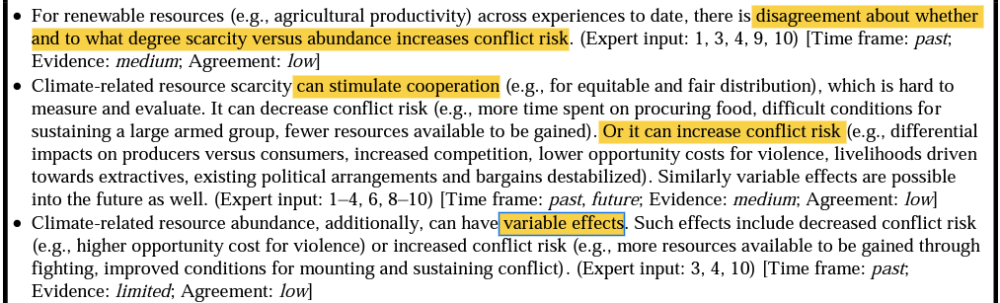 • For renewable resources (e.g., agricultural productivity) across experiences to date, there is disagreement about whether
and to what degree scarcity versus abundance increases conflict risk. (Expert input: 1, 3, 4, 9, 10) [Time frame: past;
Evidence: medium; Agreement: low]
• Climate-related resource scarcity can stimulate cooperation (e.g., for equitable and fair distribution), which is hard to
measure and evaluate. It can decrease conflict risk (e.g., more time spent on procuring food, difficult conditions for
sustaining a large armed group, fewer resources available to be gained). Or it can increase conflict risk (e.g., differential
impacts on producers versus consumers, increased competition, lower opportunity costs for violence, livelihoods driven
towards extractives, existing political arrangements and bargains destabilized). Similarly variable effects are possible
into the future as well. (Expert input: 1–4, 6, 8–10) [Time frame: past, future; Evidence: medium; Agreement: low]
• Climate-related resource abundance, additionally, can have variable effects. Such effects include decreased conflict risk
(e.g., higher opportunity cost for violence) or increased conflict risk (e.g., more resources available to be gained through
fighting, improved conditions for mounting and sustaining conflict). (Expert input: 3, 4, 10) [Time frame: past;
Evidence: limited; Agreement: low]